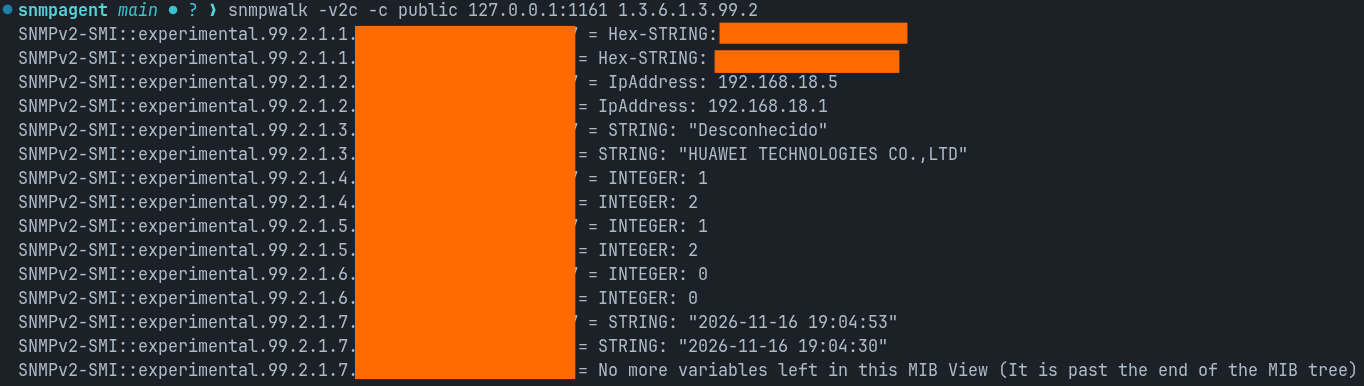 snmpagent main ● ? ❯ snmpwalk -v2c -c public 127.0.0.1:1161 1.3.6.1.3.99.2
SNMPv2-SMI::experimental.99.2.1.1. = Hex-STRING:
SNMPv2-SMI::experimental.99.2.1.1. = Hex-STRING:
SNMPv2-SMI::experimental.99.2.1.2. = IpAddress: 192.168.18.5
SNMPv2-SMI::experimental.99.2.1.2. = IpAddress: 192.168.18.1
SNMPv2-SMI::experimental.99.2.1.3. = STRING: "Desconhecido"
SNMPv2-SMI::experimental.99.2.1.3. = STRING: "HUAWEI TECHNOLOGIES CO.,LTD"
SNMPv2-SMI::experimental.99.2.1.4. = INTEGER: 1
SNMPv2-SMI::experimental.99.2.1.4. = INTEGER: 2
SNMPv2-SMI::experimental.99.2.1.5. = INTEGER: 1
SNMPv2-SMI::experimental.99.2.1.5. = INTEGER: 2
SNMPv2-SMI::experimental.99.2.1.6. = INTEGER: 0
SNMPv2-SMI::experimental.99.2.1.6. = INTEGER: 0
SNMPv2-SMI::experimental.99.2.1.7. = STRING: "2026-11-16 19:04:53"
SNMPv2-SMI::experimental.99.2.1.7. = STRING: "2026-11-16 19:04:30"
SNMPv2-SMI::experimental.99.2.1.7. = No more variables left in this MIB View (It is past the end of the MIB tree)